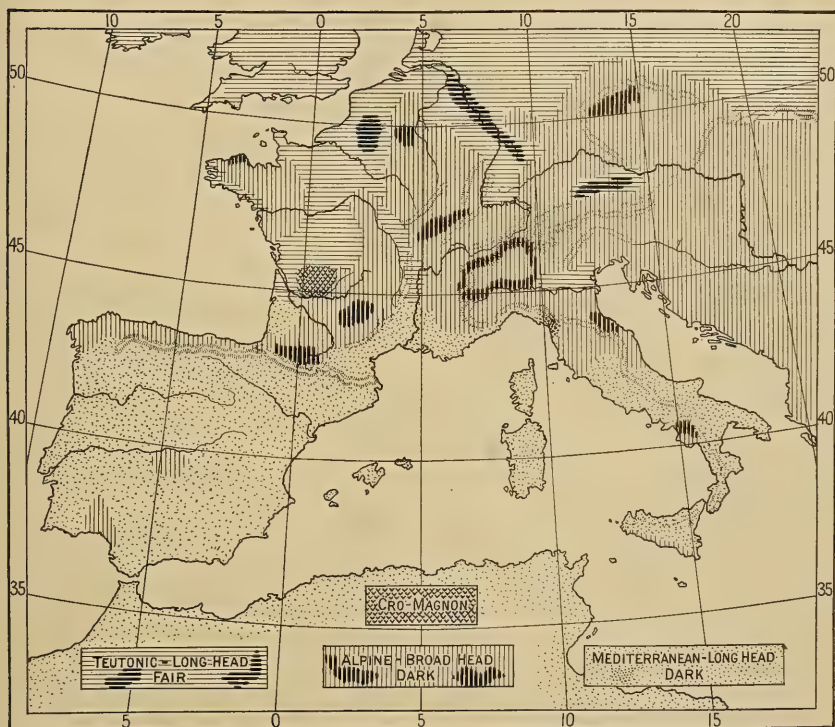 10 5 0 5 10 15 20
50 50
45 45
40 40
35 35
CRO-MAGNON
TEUTONIC-LONG-HEAD
FAIR
ALPINE-BROAD HEAD
DARK
MEDITERRANEAN-LONG HEAD
DARK
5 0 5 10 15